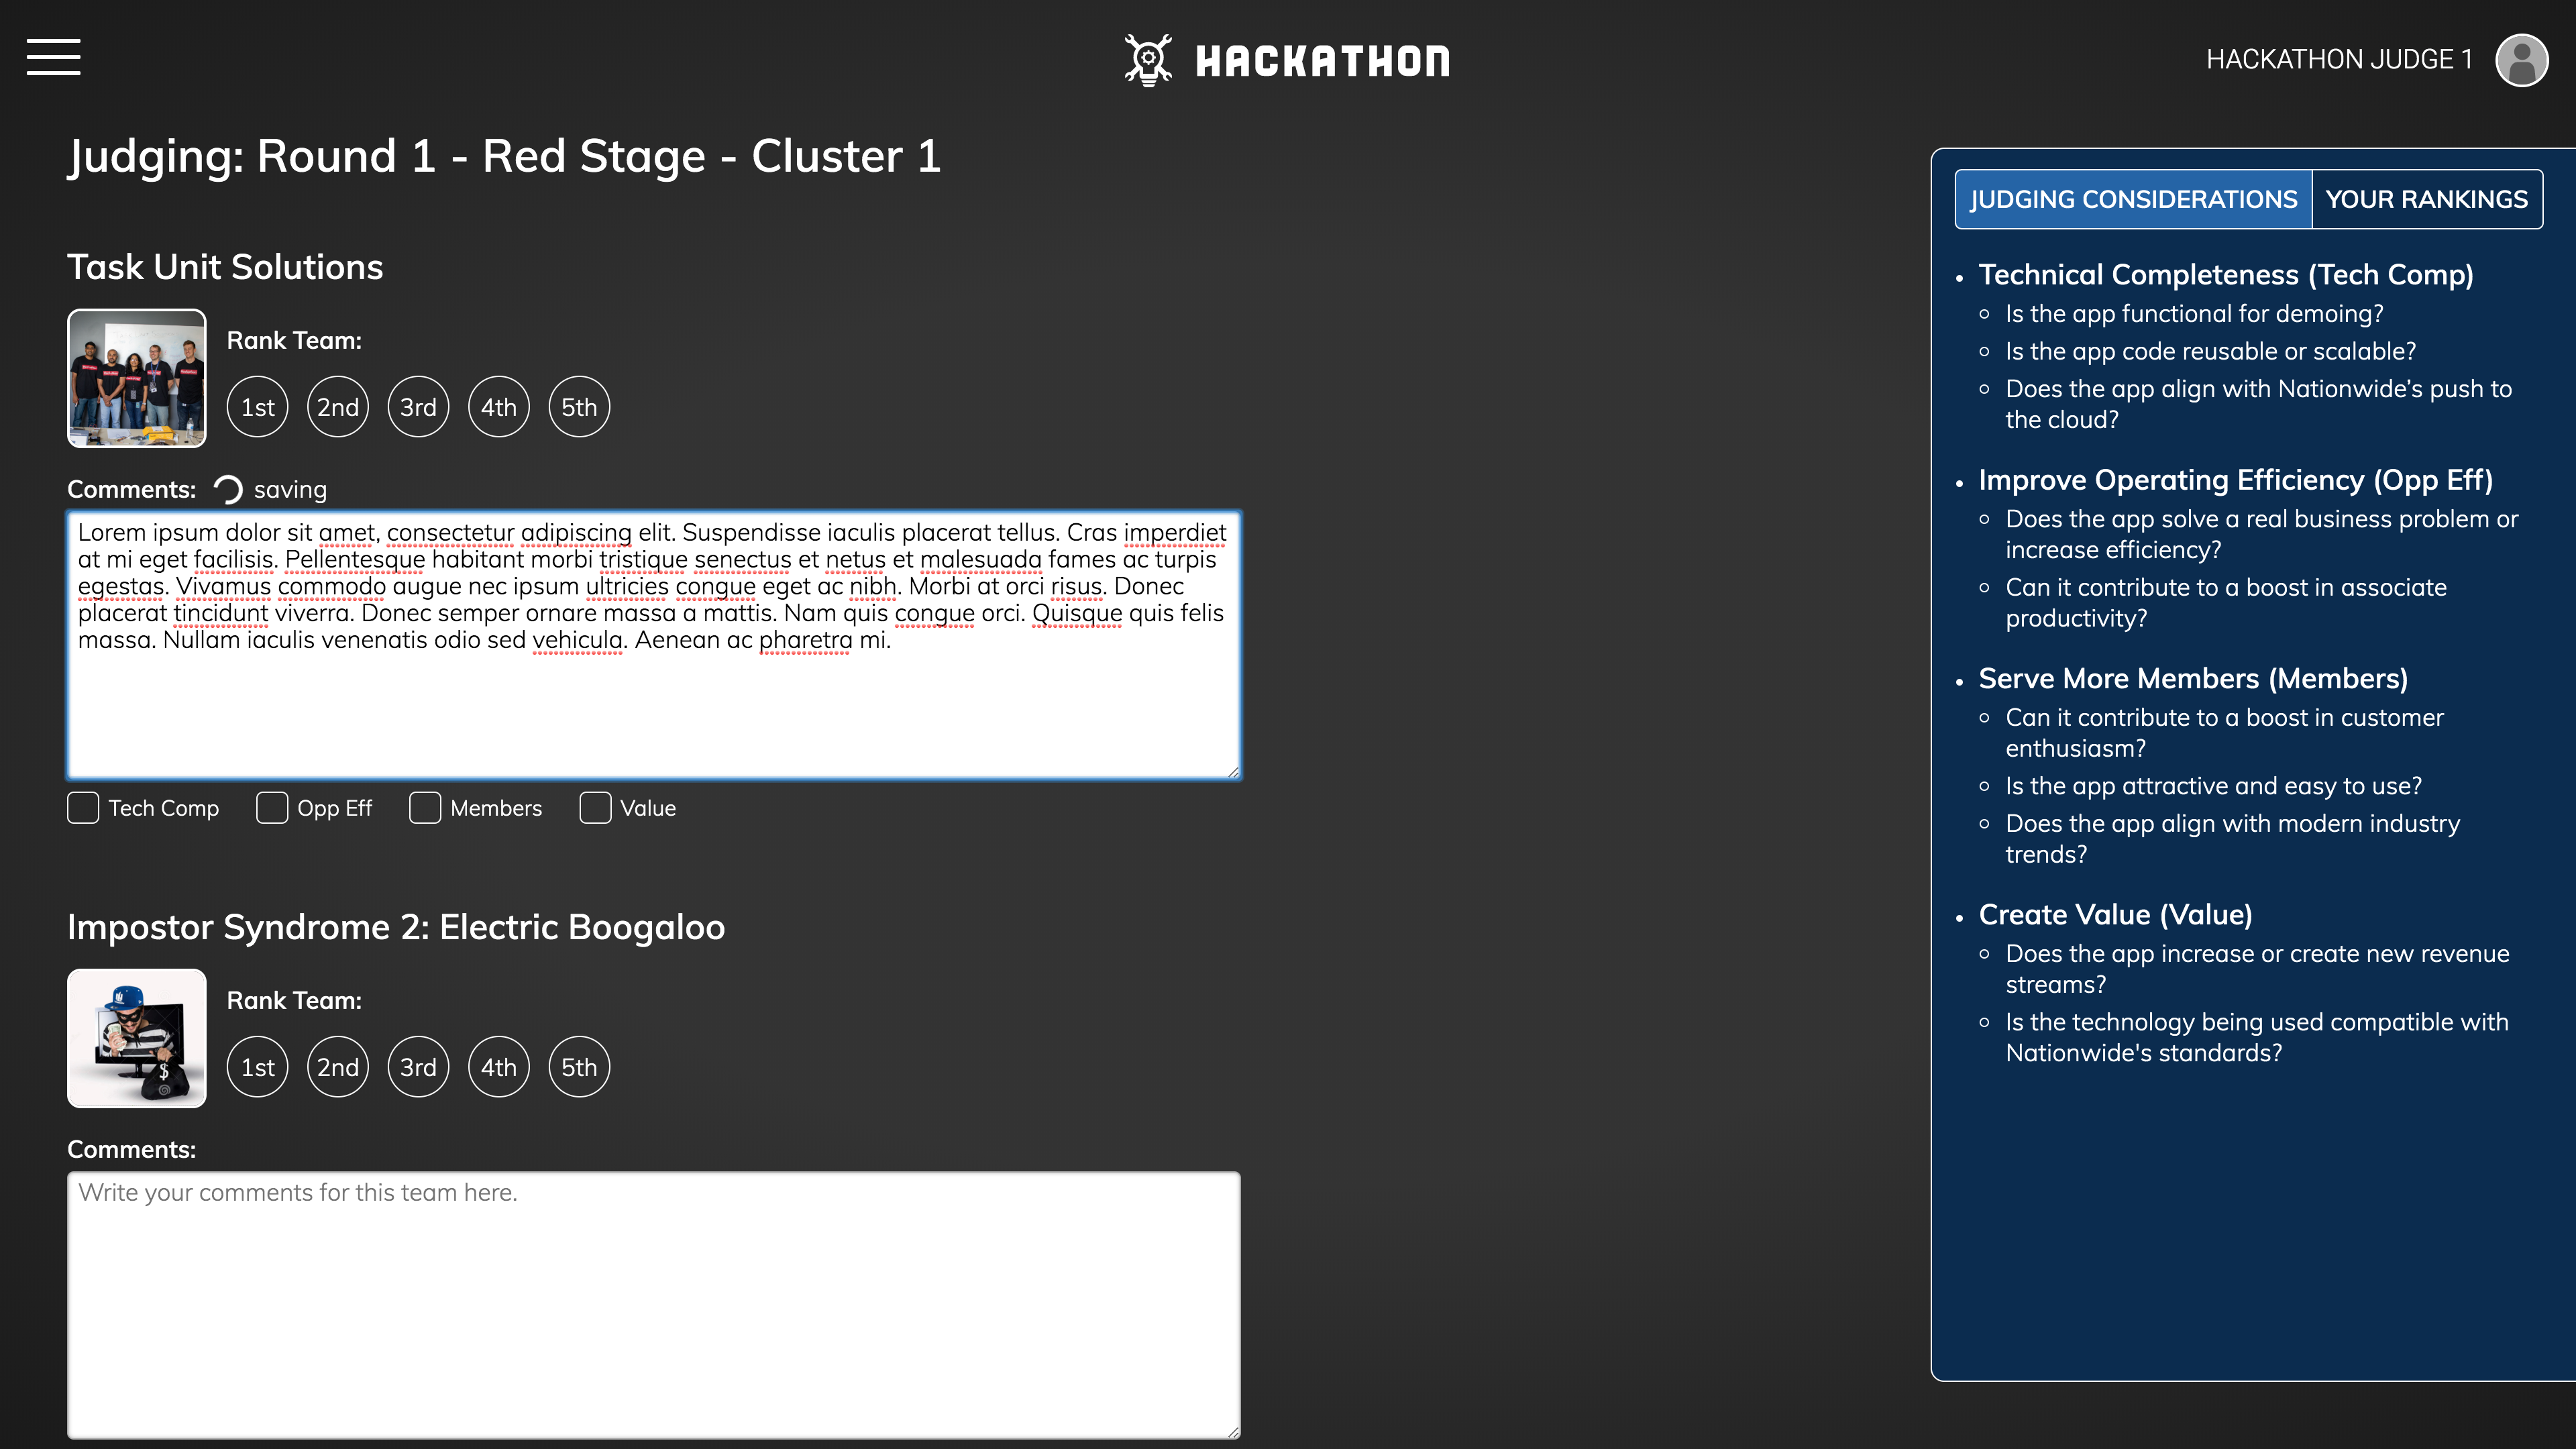 HACKATHON
HACKATHON JUDGE 1
Judging: Round 1 - Red Stage - Cluster 1
Task Unit Solutions
Rank Team:
1st 2nd 3rd 4th 5th
Comments: saving
Lorem ipsum dolor sit amet, consectetur adipiscing elit. Suspendisse iaculis placerat tellus. Cras imperdiet
at mi eget facilisis. Pellentesque habitant morbi tristique senectus et netus et malesuada fames ac turpis
egestas. Vivamus commodo augue nec ipsum ultricies congue eget ac nibh. Morbi at orci risus. Donec
placerat tincidunt viverra. Donec semper ornare massa a mattis. Nam quis congue orci. Quisque quis felis
massa. Nullam iaculis venenatis odio sed vehicula. Aenean ac pharetra mi.
Tech Comp Opp Eff Members Value
Impostor Syndrome 2: Electric Boogaloo
Rank Team:
1st 2nd 3rd 4th 5th
$
Comments:
Write your comments for this team here.
JUDGING CONSIDERATIONS YOUR RANKINGS
• Technical Completeness (Tech Comp)
Is the app functional for demoing?
Is the app code reusable or scalable?
Does the app align with Nationwide’s push to
the cloud?
• Improve Operating Efficiency (Opp Eff)
Does the app solve a real business problem or
increase efficiency?
Can it contribute to a boost in associate
productivity?
• Serve More Members (Members)
Can it contribute to a boost in customer
enthusiasm?
Is the app attractive and easy to use?
Does the app align with modern industry
trends?
• Create Value (Value)
Does the app increase or create new revenue
streams?
Is the technology being used compatible with
Nationwide's standards?